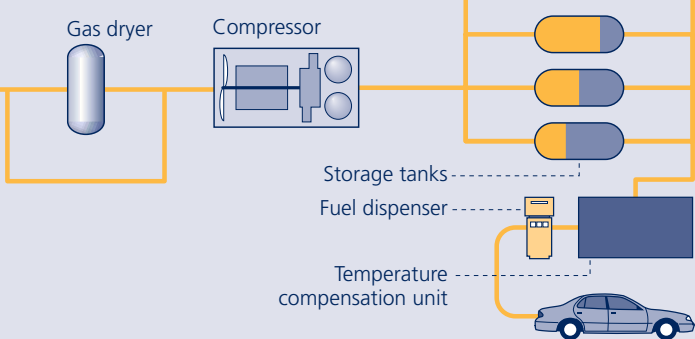 Gas dryer
Compressor
Storage tanks
Fuel dispenser
Temperature
compensation unit